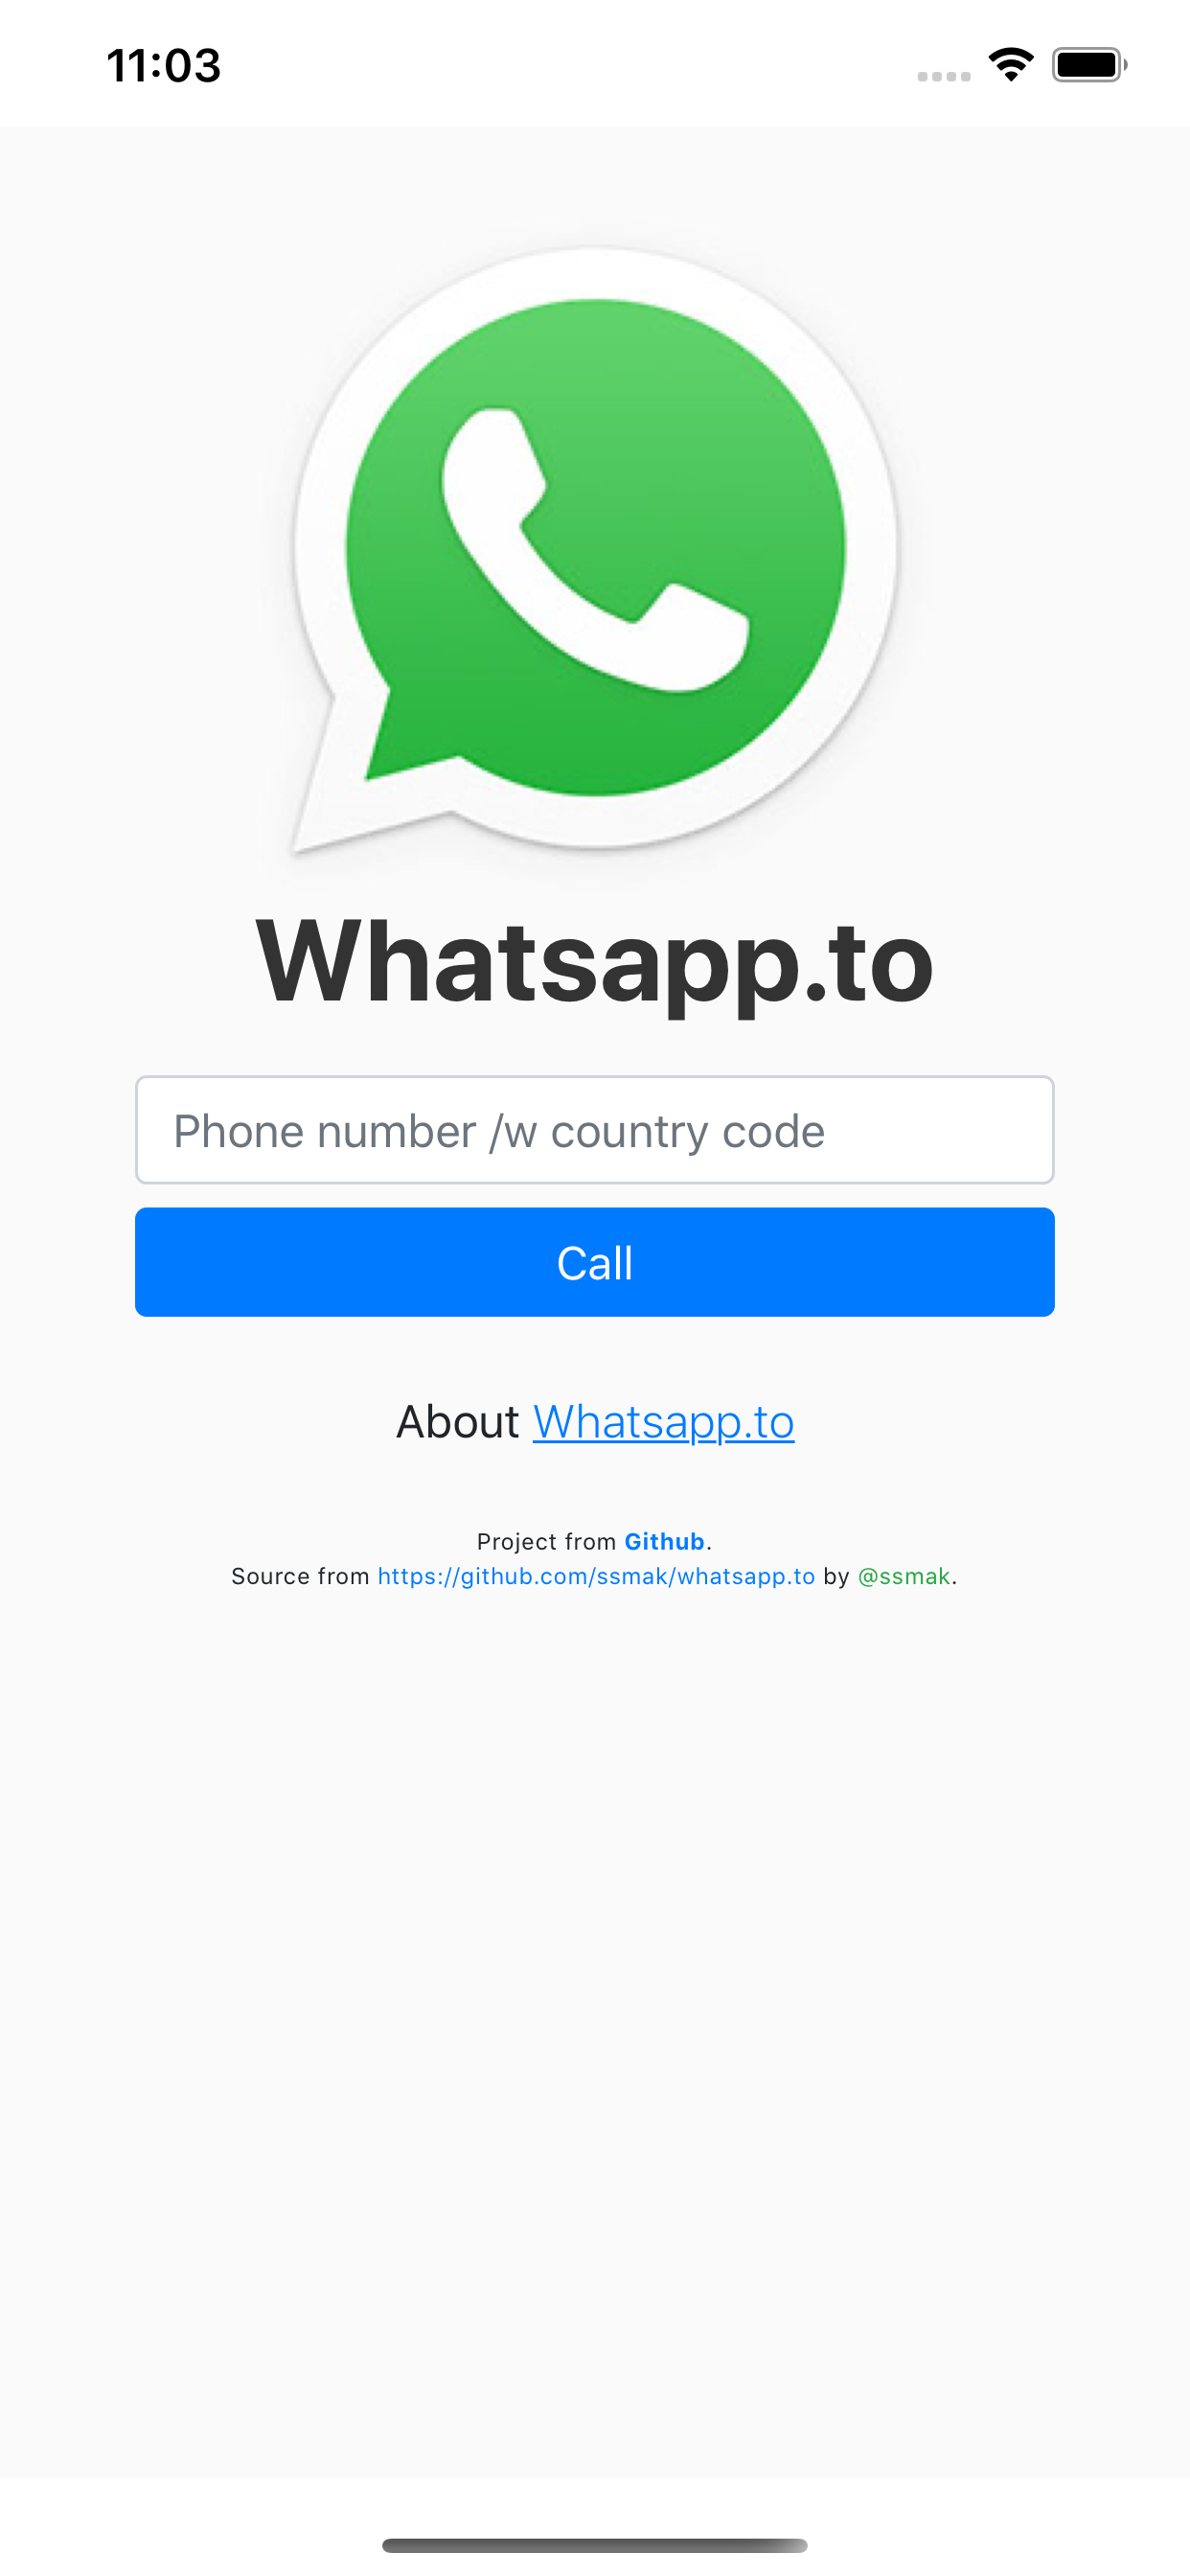 11:03
Whatsapp.to
Phone number /w country code
Call
About Whatsapp.to
Project from Github.
Source from https://github.com/ssmak/whatsapp.to by @ssmak.